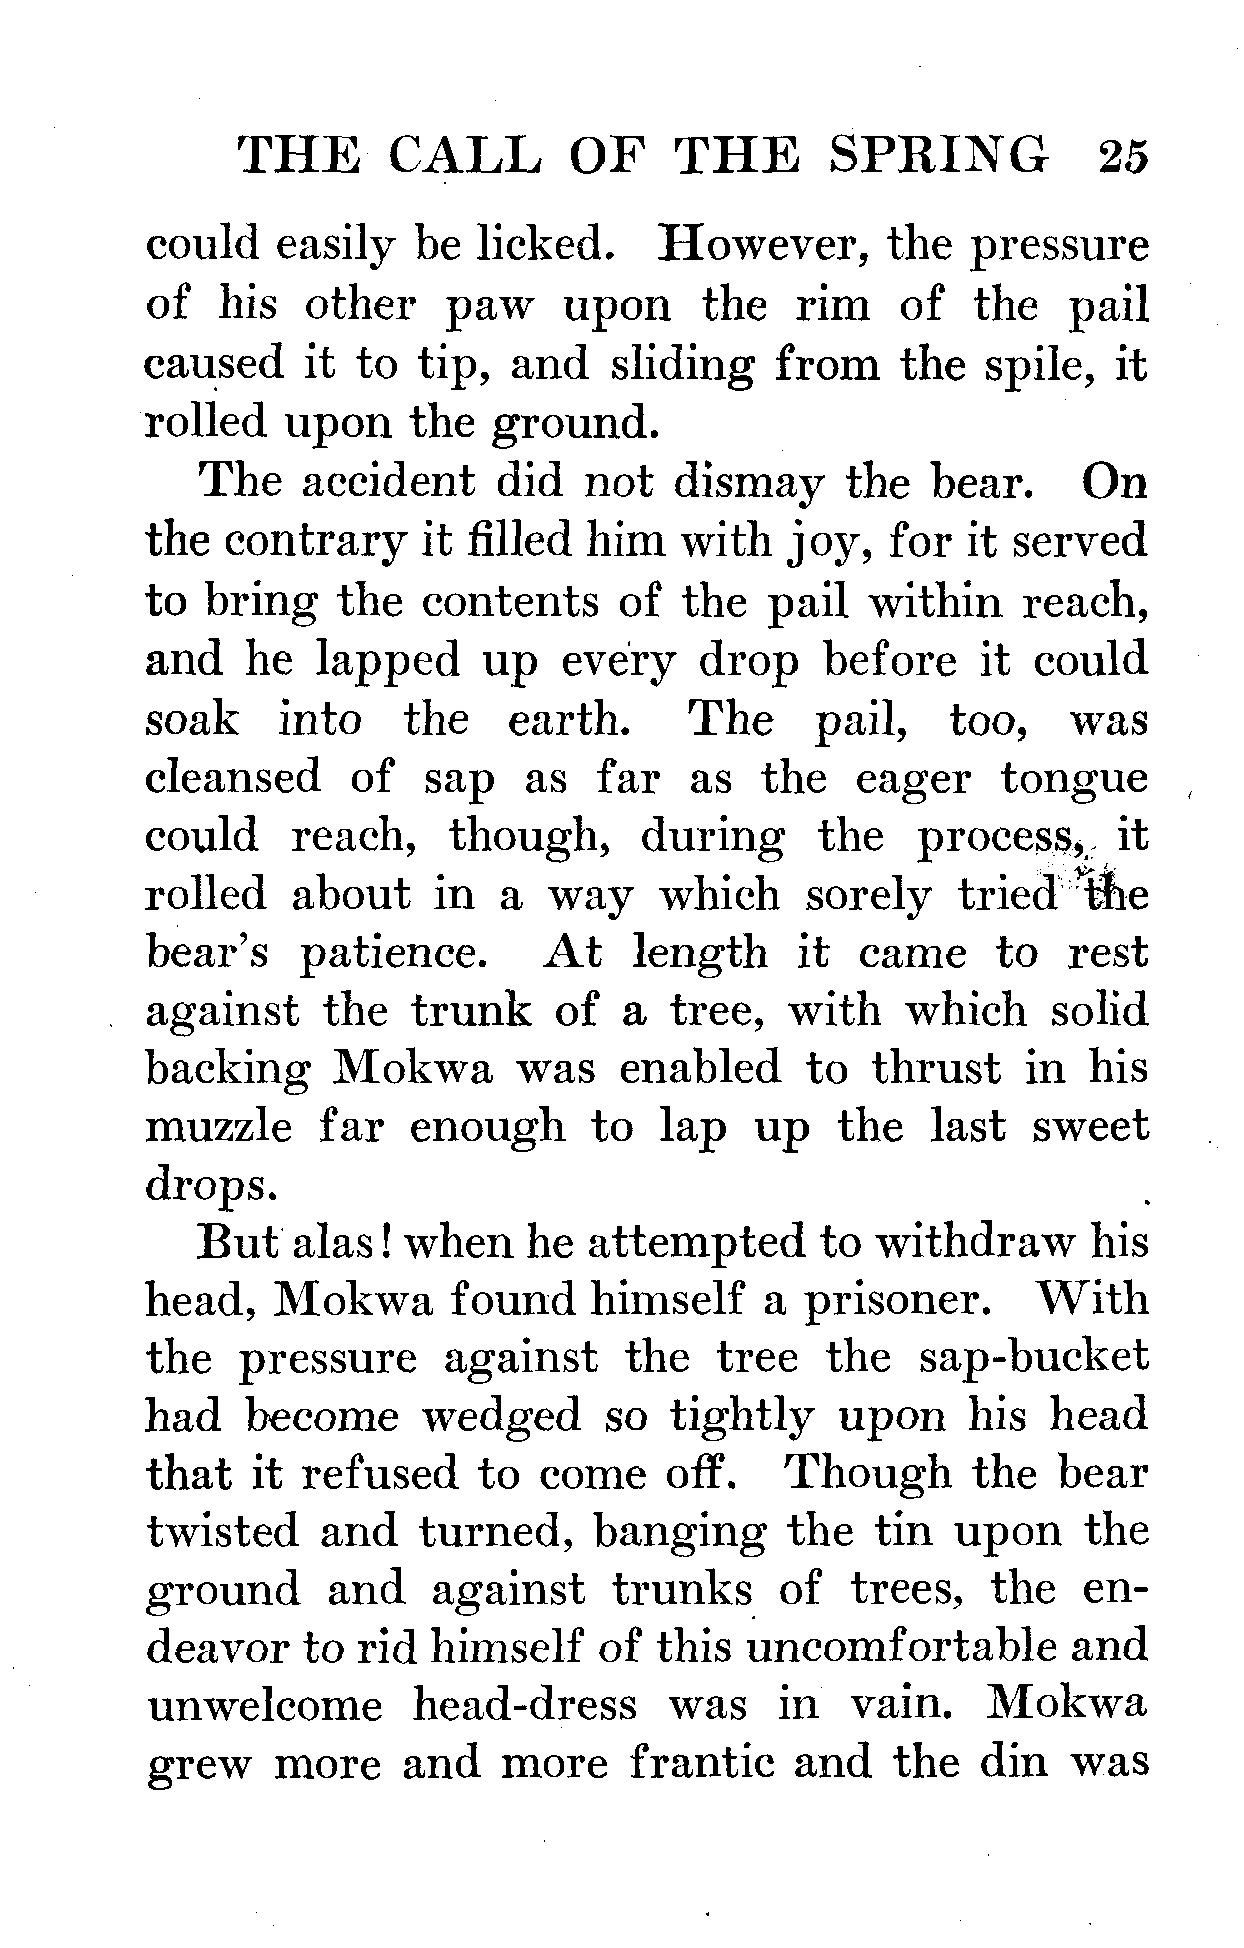 THE CALL OF THE SPRING 25
could easily be licked. However, the pressure
of his other paw upon the rim of the pail
caused it to tip, and sliding from the spile, it
rolled upon the ground.
The accident did not dismay the bear. On
the contrary it filled him with joy, for it served
to bring the contents of the pail within reach,
and he lapped up every drop before it could
soak into the earth. The pail, too, was
cleansed of sap as far as the eager tongue
could reach, though, during the process, it
rolled about in a way which sorely tried the
bear's patience. At length it came to rest
against the trunk of a tree, with which solid
backing Mokwa was enabled to thrust in his
muzzle far enough to lap up the last sweet
drops.
But alas! when he attempted to withdraw his
head, Mokwa found himself a prisoner. With
the pressure against the tree the sap-bucket
had become wedged so tightly upon his head
that it refused to come off. Though the bear
twisted and turned, banging the tin upon the
ground and against trunks of trees, the en-
deavor to rid himself of this uncomfortable and
unwelcome head-dress was in vain. Mokwa
grew more and more frantic and the din was